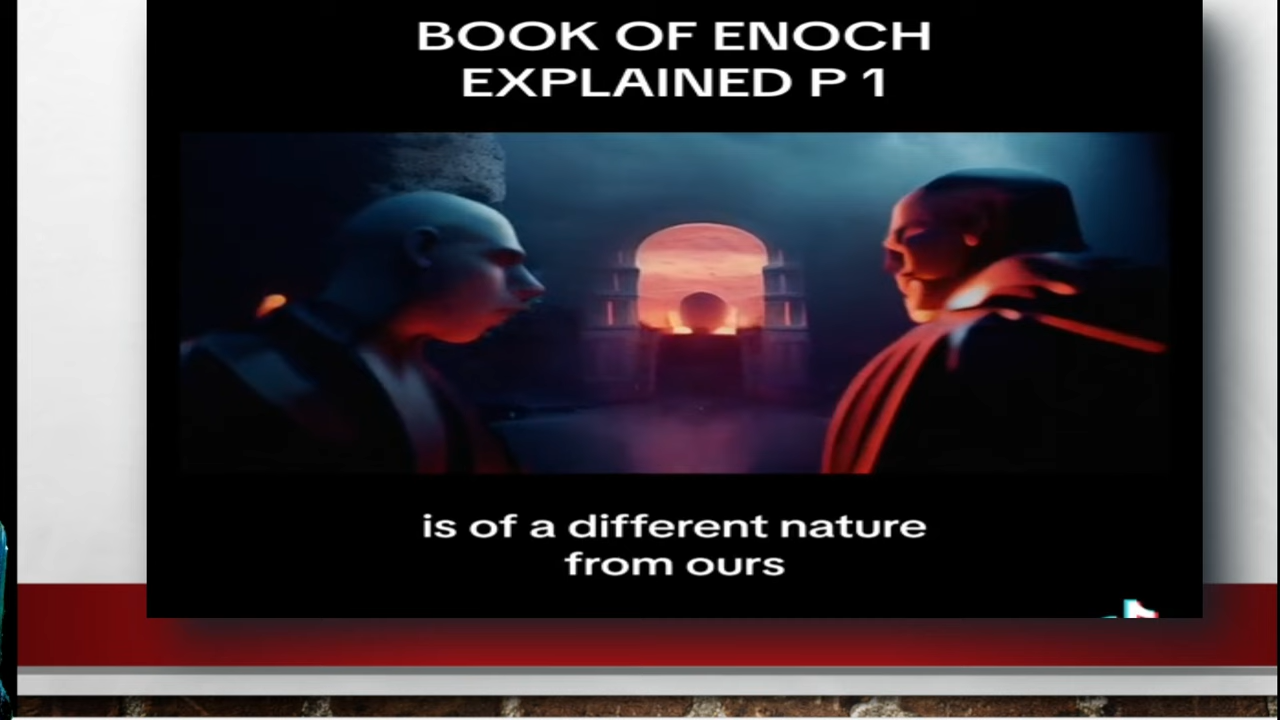 BOOK OF ENOCH
EXPLAINED P 1
is of a different nature
from ours